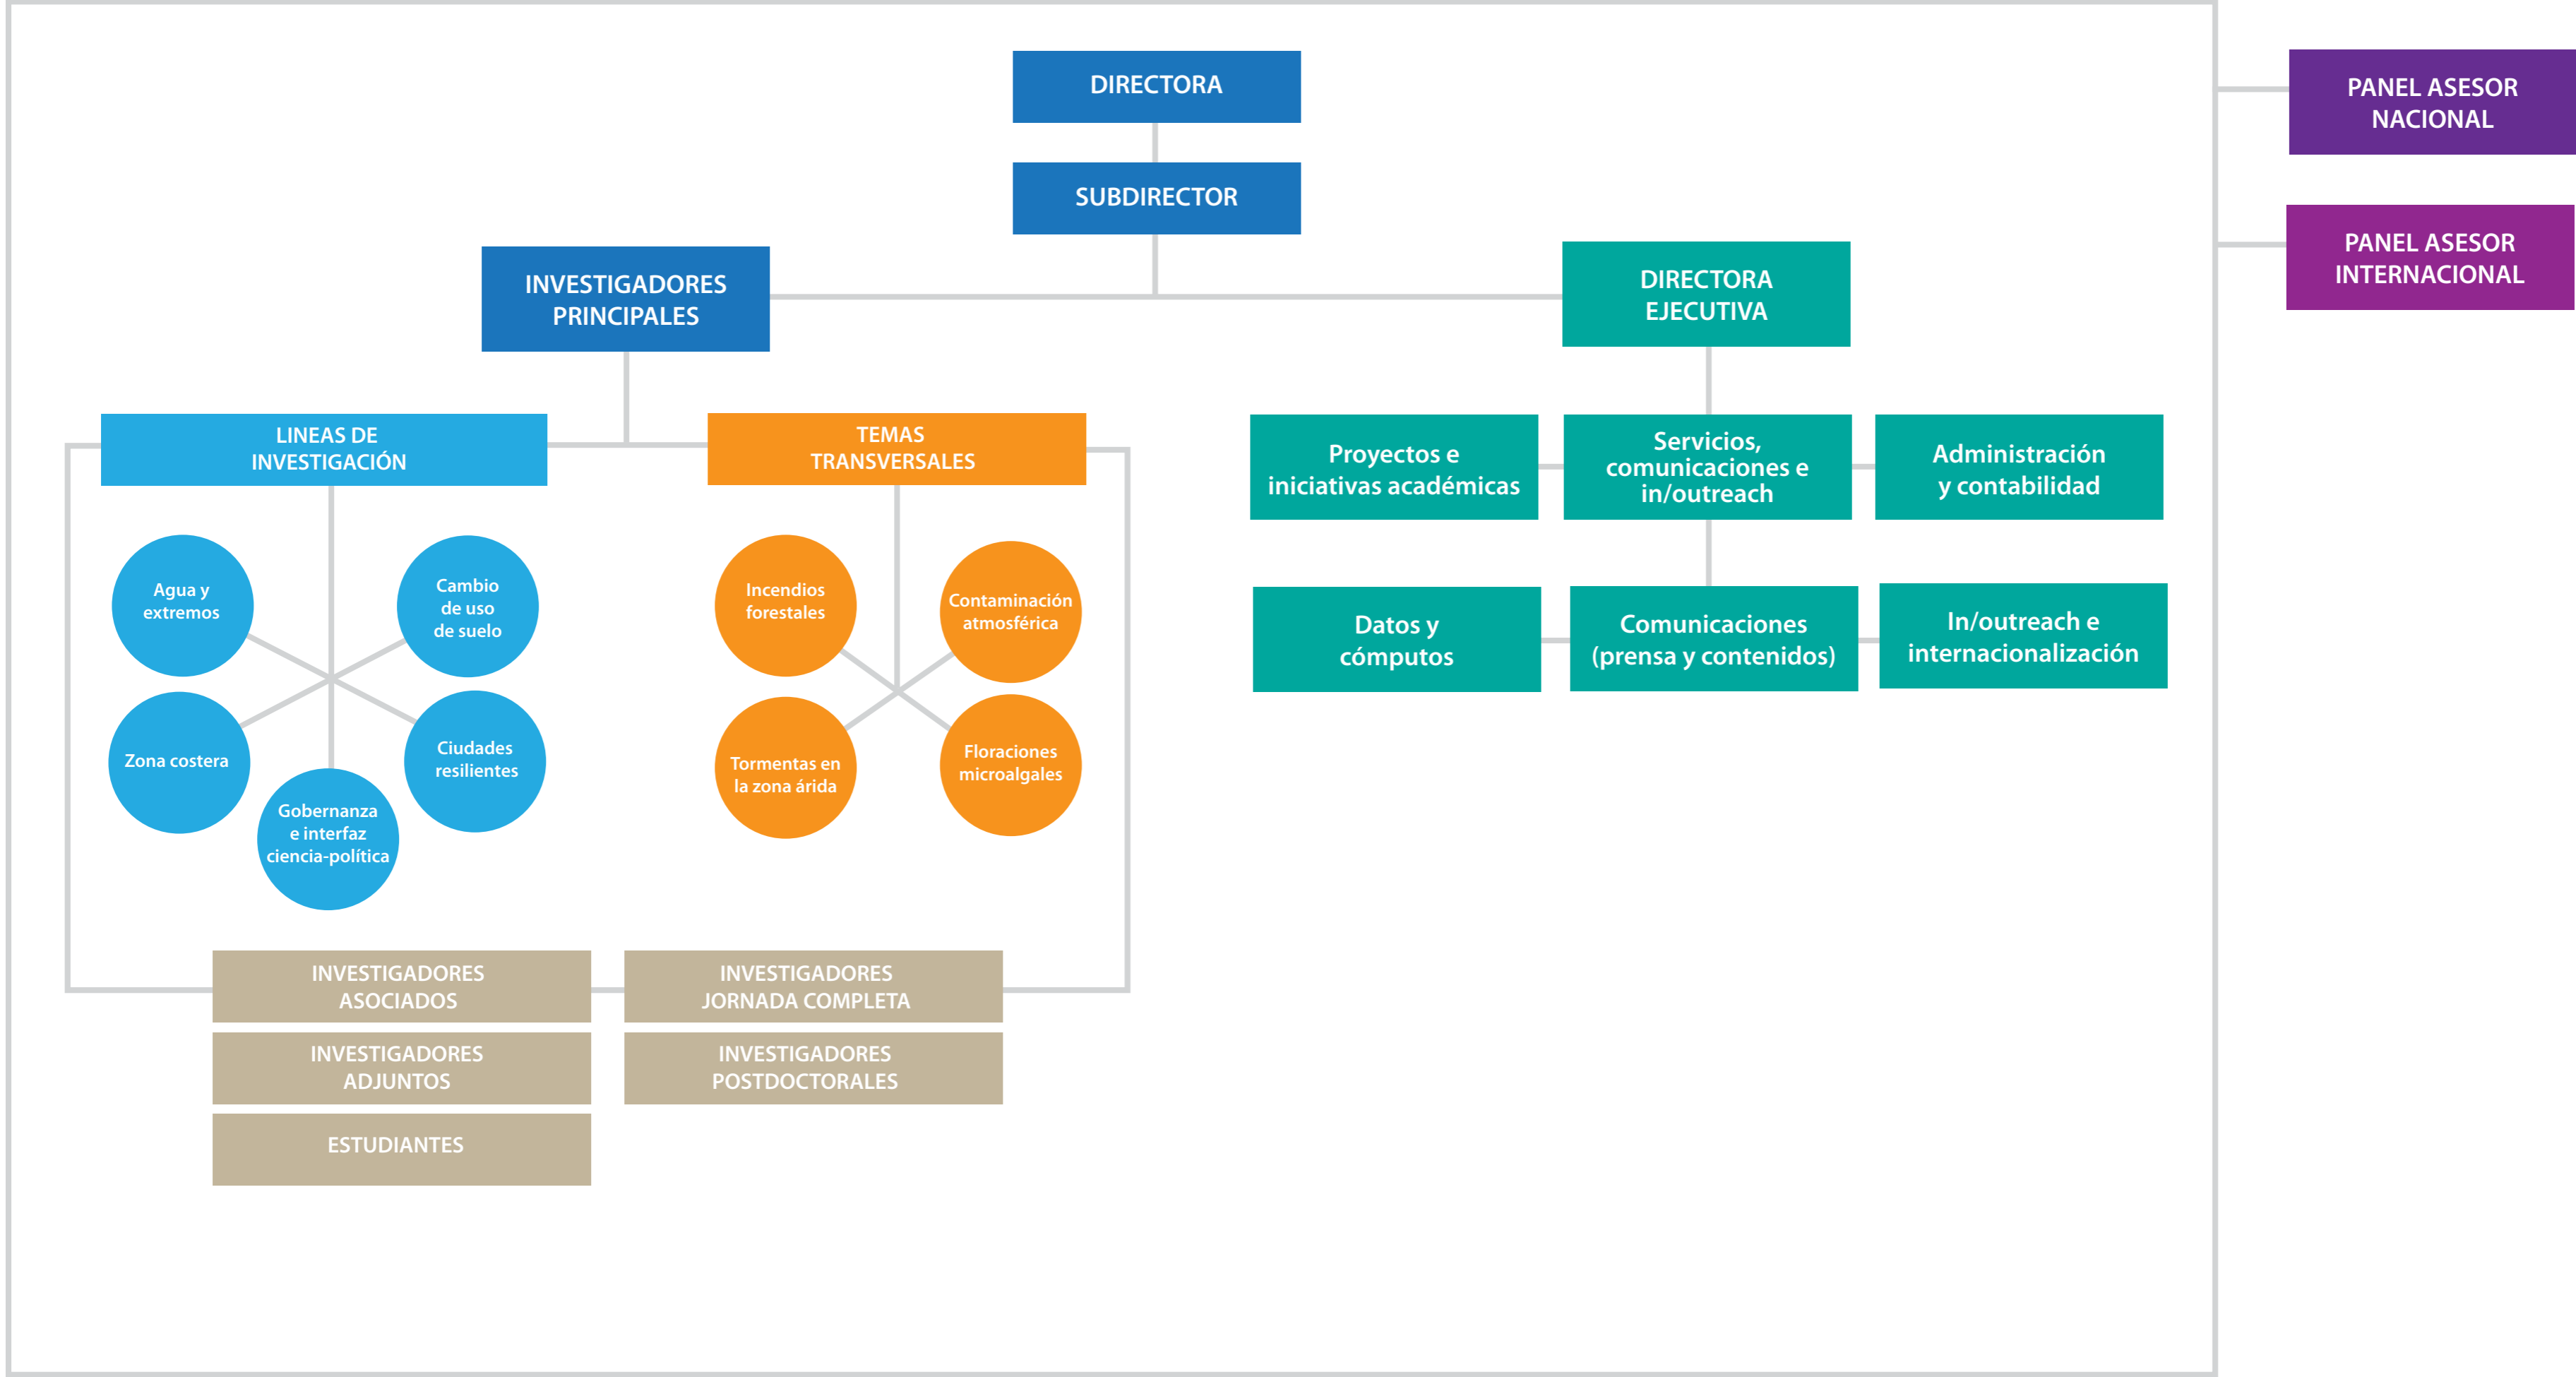 DIRECTORA
SUBDIRECTOR
PANEL ASESOR
NACIONAL
PANEL ASESOR
INTERNACIONAL
INVESTIGADORES
PRINCIPALES
DIRECTORA
EJECUTIVA
LINEAS DE
INVESTIGACIÓN
TEMAS
TRANSVERSALES
Proyectos e
iniciativas académicas
Servicios,
comunicaciones e
in/outreach
Administración
y contabilidad
Agua y
extremos
Cambio
de uso
de suelo
Zona costera
Ciudades
resilientes
Gobernanza
e interfaz
ciencia-política
Incendios
forestales
Contaminación
atmosférica
Tormentas en
la zona árida
Floraciones
microalgales
Datos y
cómputos
Comunicaciones
(prensa y contenidos)
In/outreach e
internacionalización
INVESTIGADORES
ASOCIADOS
INVESTIGADORES
JORNADA COMPLETA
INVESTIGADORES
ADJUNTOS
INVESTIGADORES
POSTDOCTORALES
ESTUDIANTES